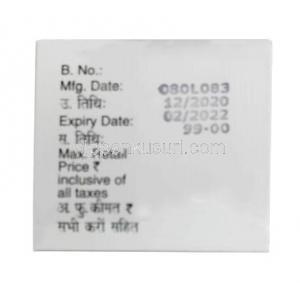 B. No.: 080L083
Mfg. Date: 12/2020
उ. तिथि:
Expiry Date: 02/2022
स. तिथि:
Max. Retail 99-00
Price ₹
inclusive of
all taxes
अ. फु. कीमत ₹
सभी करों सहित